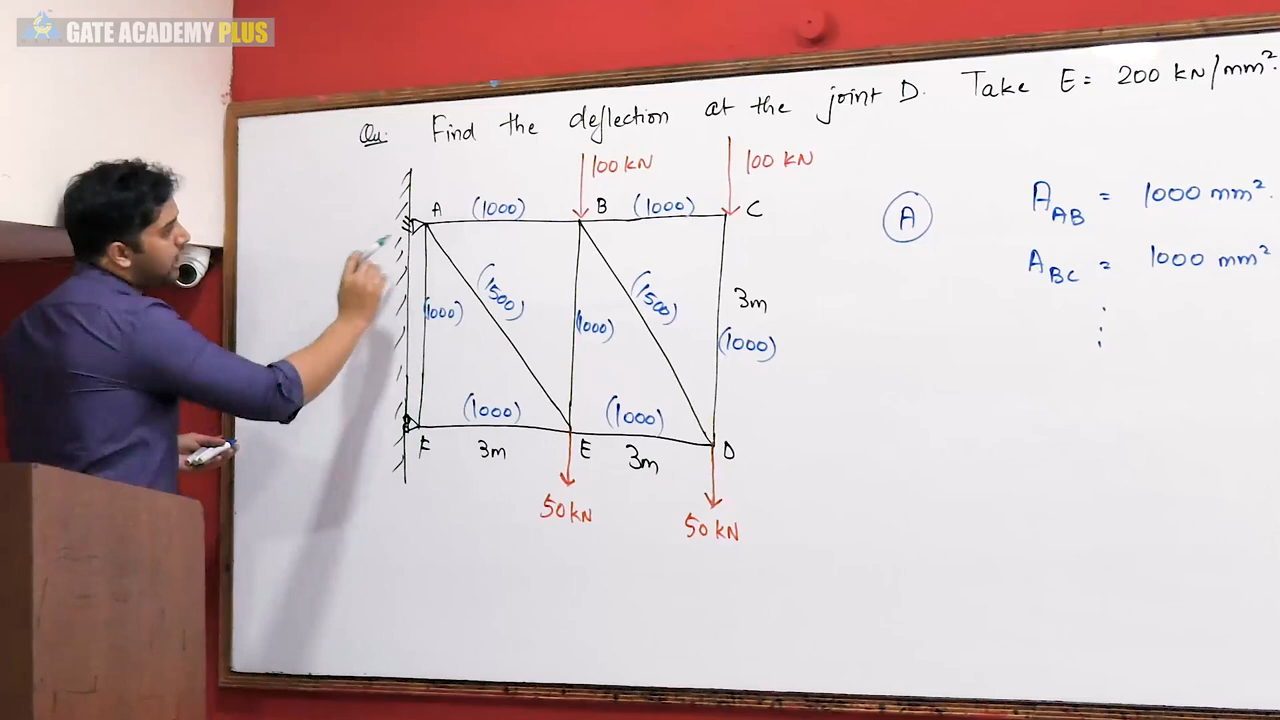 GATE ACADEMY PLUS
Qu: Find the deflection at the joint D. Take E = 200 kN/mm²
100 kN
100 kN
A (1000) B (1000) C
A
A_AB = 1000 mm².
A_BC = 1000 mm²
⋮
(1000)
(1500)
(1000)
(1500)
3m
(1000)
(1000)
(1000)
F 3m E 3m D
50 kN
50 kN